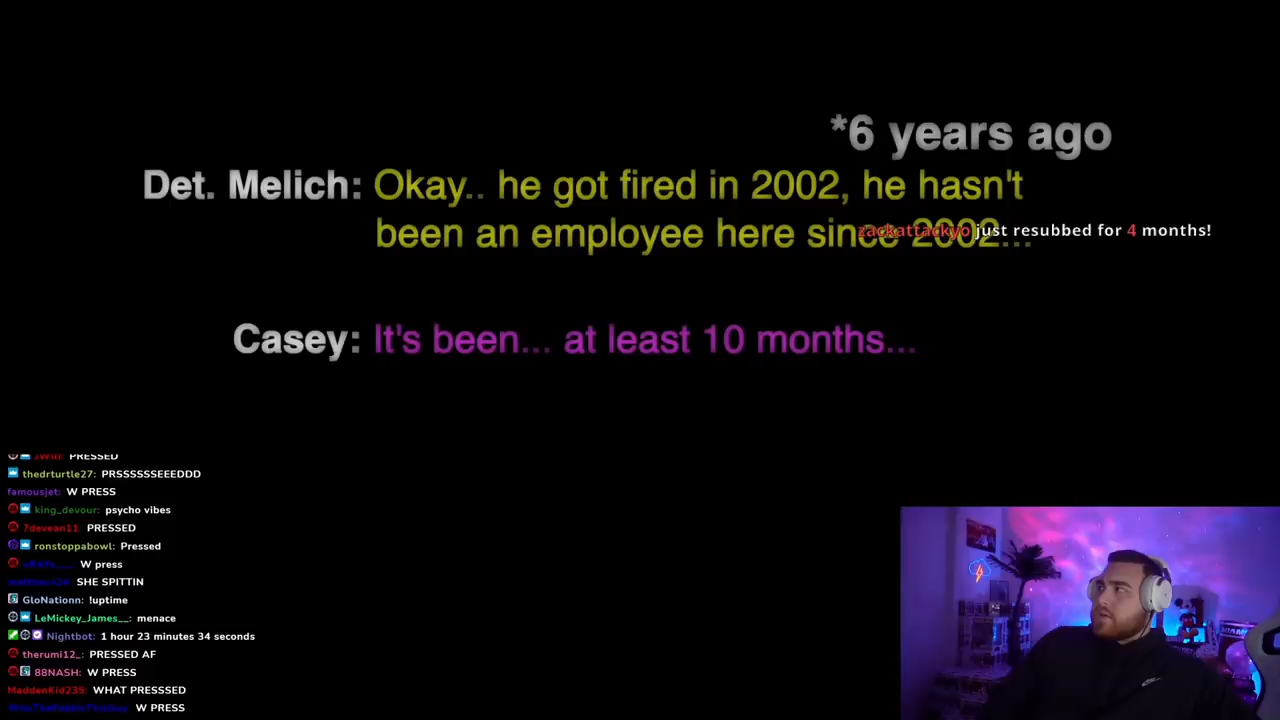 *6 years ago
Det. Melich: Okay.. he got fired in 2002, he hasn't
been an employee here since 2002...
zackattackyo just resubbed for 4 months!
Casey: It's been... at least 10 months...
PRESSED
thedrturtle27: PRSSSSSSEEEDDD
famousjet: W PRESS
king_devour: psycho vibes
7devean11: PRESSED
ronstoppabowl: Pressed
W press
SHE SPITTIN
GloNationn: !uptime
LeMickey_James__: menace
Nightbot: 1 hour 23 minutes 34 seconds
therumi12_: PRESSED AF
88NASH: W PRESS
MaddenKid235: WHAT PRESSSED
W PRESS